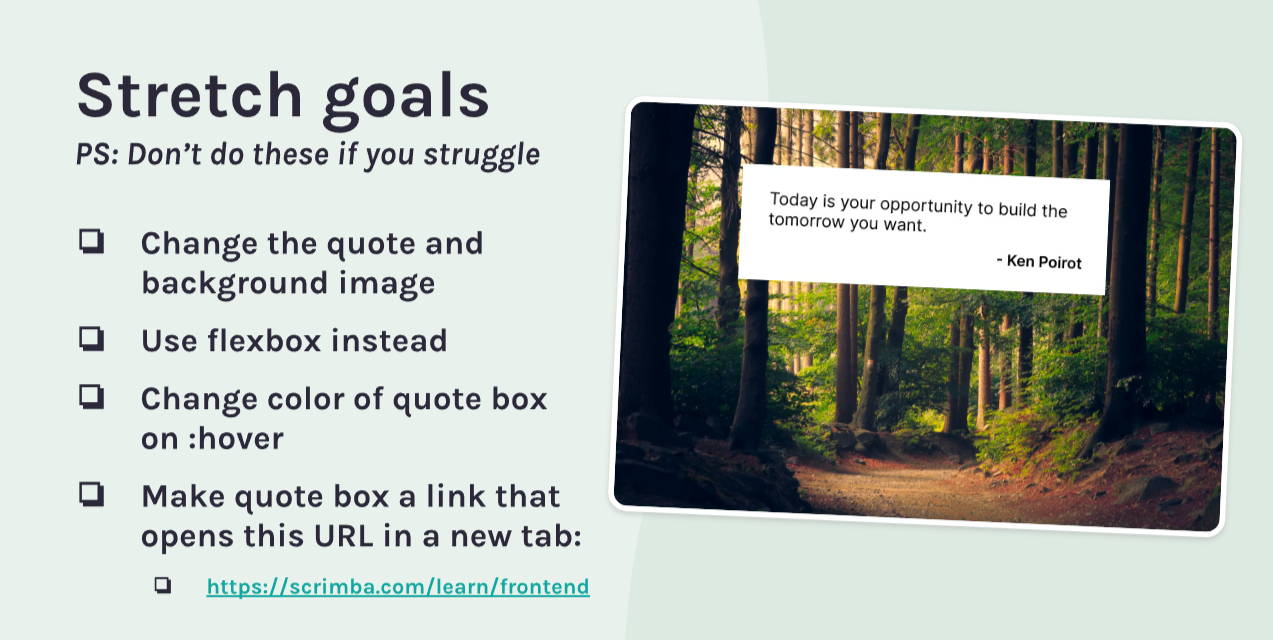 Stretch goals
PS: Don’t do these if you struggle
Change the quote and
background image
Use flexbox instead
Change color of quote box
on :hover
Make quote box a link that
opens this URL in a new tab:
https://scrimba.com/learn/frontend
Today is your opportunity to build the
tomorrow you want.
- Ken Poirot